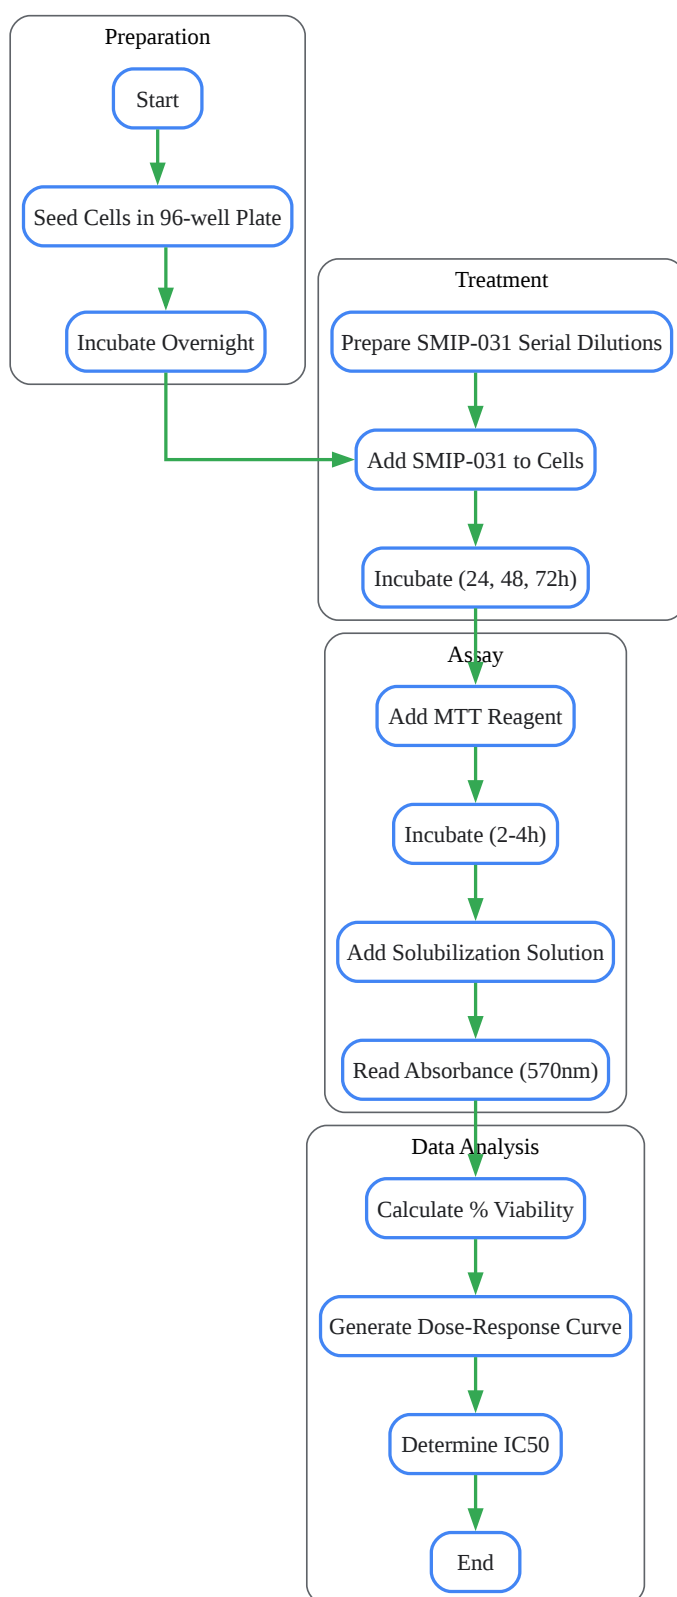 Preparation
Start
Seed Cells in 96-well Plate
Incubate Overnight
Treatment
Prepare SMIP-031 Serial Dilutions
Add SMIP-031 to Cells
Incubate (24, 48, 72h)
Assay
Add MTT Reagent
Incubate (2-4h)
Add Solubilization Solution
Read Absorbance (570nm)
Data Analysis
Calculate % Viability
Generate Dose-Response Curve
Determine IC50
End